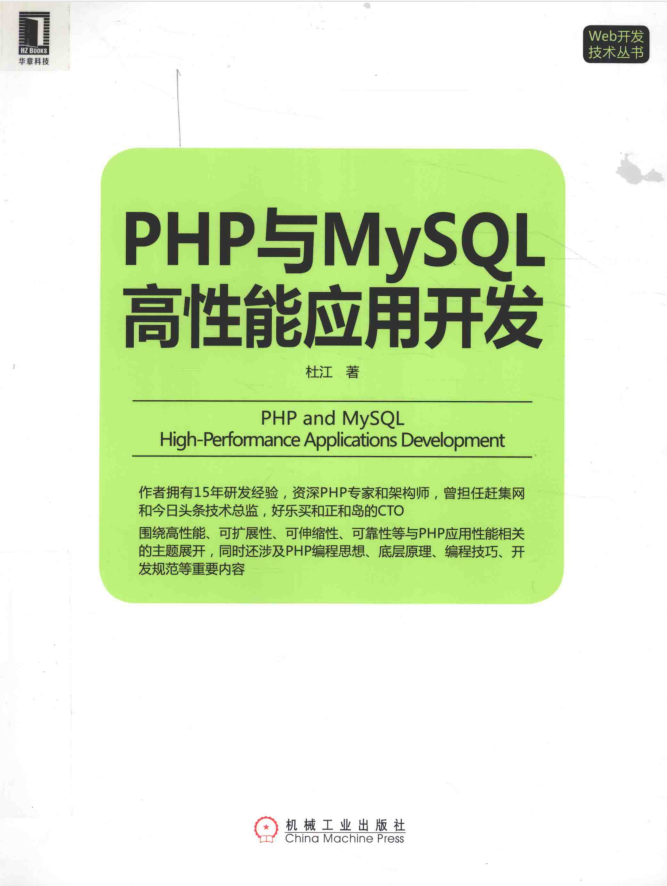 HZ BOOKS
华章科技
Web开发
技术丛书
PHP与MySQL
高性能应用开发
杜江 著
PHP and MySQL
High-Performance Applications Development
作者拥有15年研发经验，资深PHP专家和架构师，曾担任赶集网
和今日头条技术总监，好乐买和正和岛的CTO
围绕高性能、可扩展性、可伸缩性、可靠性等与PHP应用性能相关
的主题展开，同时还涉及PHP编程思想、底层原理、编程技巧、开
发规范等重要内容
机械工业出版社
China Machine Press